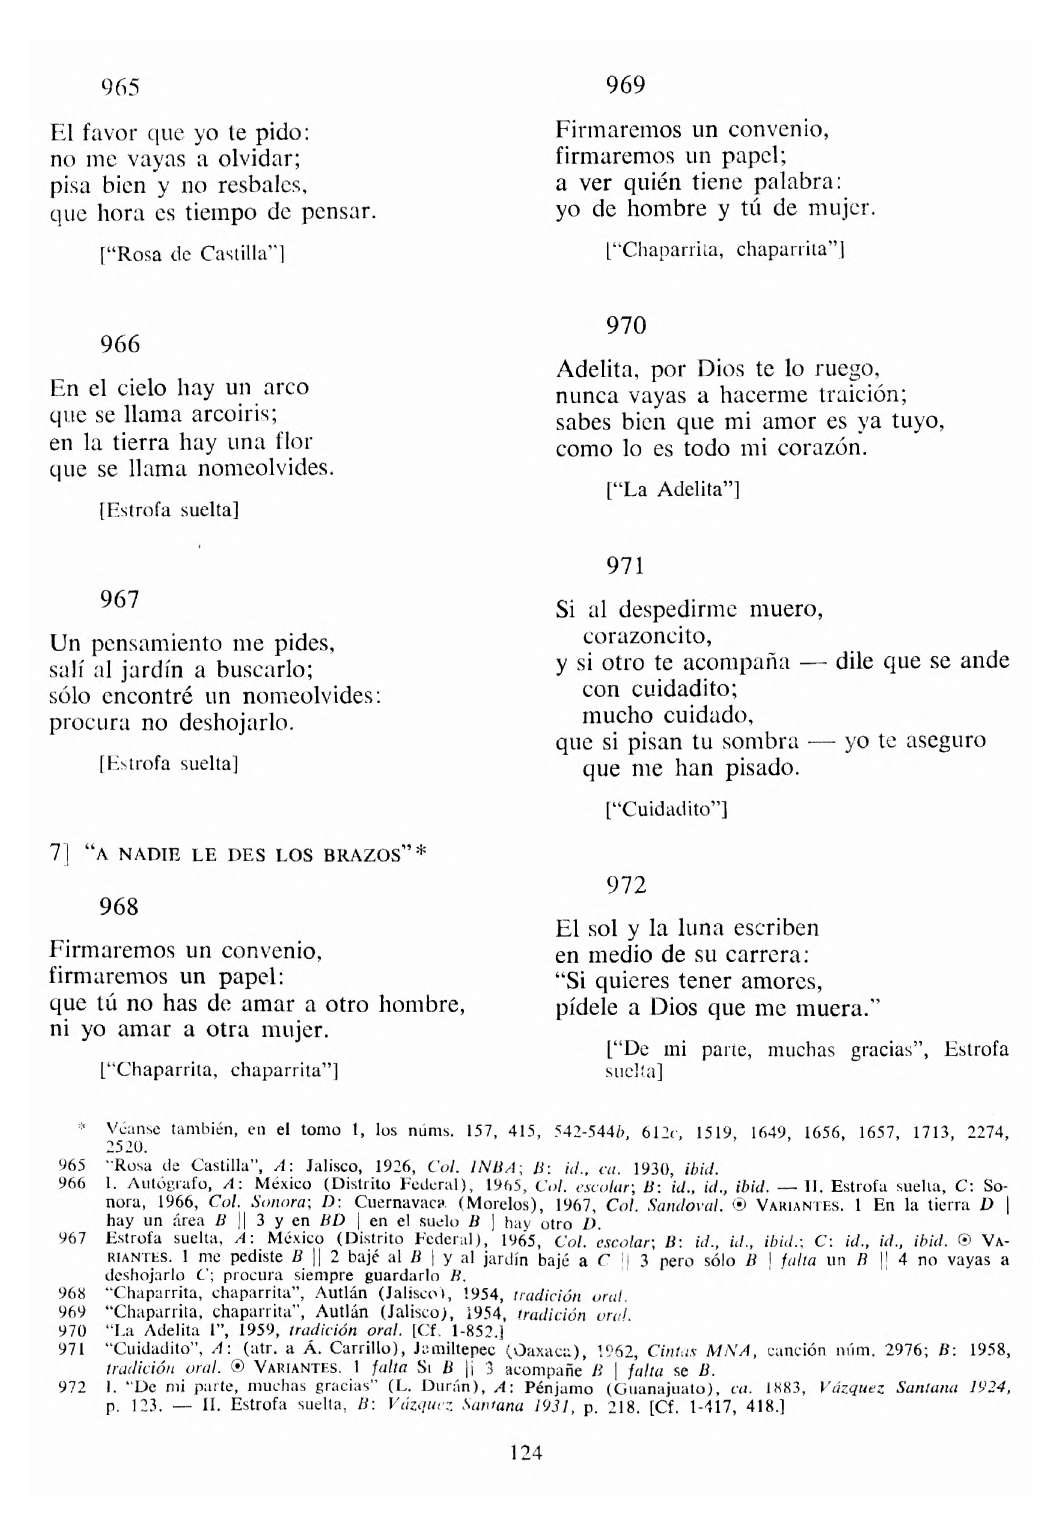 965
El favor que yo te pido:
no me vayas a olvidar;
pisa bien y no resbales,
que hora es tiempo de pensar.
["Rosa de Castilla"]
966
En el cielo hay un arco
que se llama arcoiris;
en la tierra hay una flor
que se llama nomeolvides.
[Estrofa suelta]
967
Un pensamiento me pides,
salí al jardín a buscarlo;
sólo encontré un nomeolvides:
procura no deshojarlo.
[Estrofa suelta]
7] "A NADIE LE DES LOS BRAZOS"*
968
Firmaremos un convenio,
firmaremos un papel:
que tú no has de amar a otro hombre,
ni yo amar a otra mujer.
["Chaparrita, chaparrita"]
969
Firmaremos un convenio,
firmaremos un papel;
a ver quién tiene palabra:
yo de hombre y tú de mujer.
["Chaparrita, chaparrita"]
970
Adelita, por Dios te lo ruego,
nunca vayas a hacerme traición;
sabes bien que mi amor es ya tuyo,
como lo es todo mi corazón.
["La Adelita"]
971
Si al despedirme muero,
corazoncito,
y si otro te acompaña — dile que se ande
con cuidadito;
mucho cuidado,
que si pisan tu sombra — yo te aseguro
que me han pisado.
["Cuidadito"]
972
El sol y la luna escriben
en medio de su carrera:
"Si quieres tener amores,
pídele a Dios que me muera."
["De mi parte, muchas gracias", Estrofa
suelta]
* Véanse también, en el tomo 1, los núms. 157, 415, 542-544b, 612c, 1519, 1649, 1656, 1657, 1713, 2274,
2520.
965 "Rosa de Castilla", A: Jalisco, 1926, Col. INBA; B: id., ca. 1930, ibid.
966 I. Autógrafo, A: México (Distrito Federal), 1965, Col. escolar; B: id., id., ibid. — II. Estrofa suelta, C: So-
nora, 1966, Col. Sonora; D: Cuernavaca (Morelos), 1967, Col. Sandoval. ⊙ VARIANTES. 1 En la tierra D |
hay un área B || 3 y en BD | en el suelo B | hay otro D.
967 Estrofa suelta, A: México (Distrito Federal), 1965, Col. escolar; B: id., id., ibid.; C: id., id., ibid. ⊙ VA-
RIANTES. 1 me pediste B || 2 bajé al B | y al jardín bajé a C || 3 pero sólo B | falta un B || 4 no vayas a
deshojarlo C; procura siempre guardarlo B.
968 "Chaparrita, chaparrita", Autlán (Jalisco), 1954, tradición oral.
969 "Chaparrita, chaparrita", Autlán (Jalisco), 1954, tradición oral.
970 "La Adelita I", 1959, tradición oral. [Cf. 1-852.]
971 "Cuidadito", A: (atr. a Á. Carrillo), Jamiltepec (Oaxaca), 1962, Cintas MNA, canción núm. 2976; B: 1958,
tradición oral. ⊙ VARIANTES. 1 falta Si B || 3 acompañe B | falta se B.
972 I. "De mi parte, muchas gracias" (L. Durán), A: Pénjamo (Guanajuato), ca. 1883, Vázquez Santana 1924,
p. 123. — II. Estrofa suelta, B: Vázquez Santana 1931, p. 218. [Cf. 1-417, 418.]
124